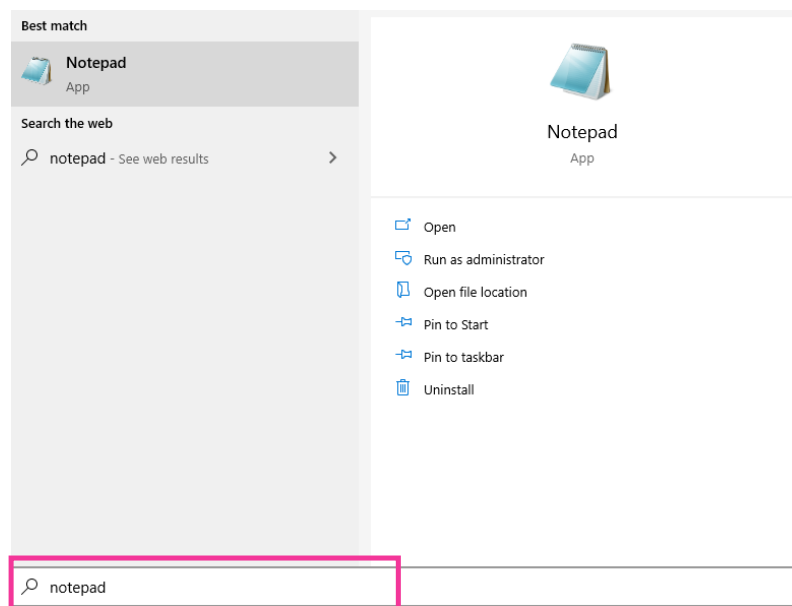 Best match
Notepad
App
Search the web
notepad - See web results
Notepad
App
Open
Run as administrator
Open file location
Pin to Start
Pin to taskbar
Uninstall
notepad